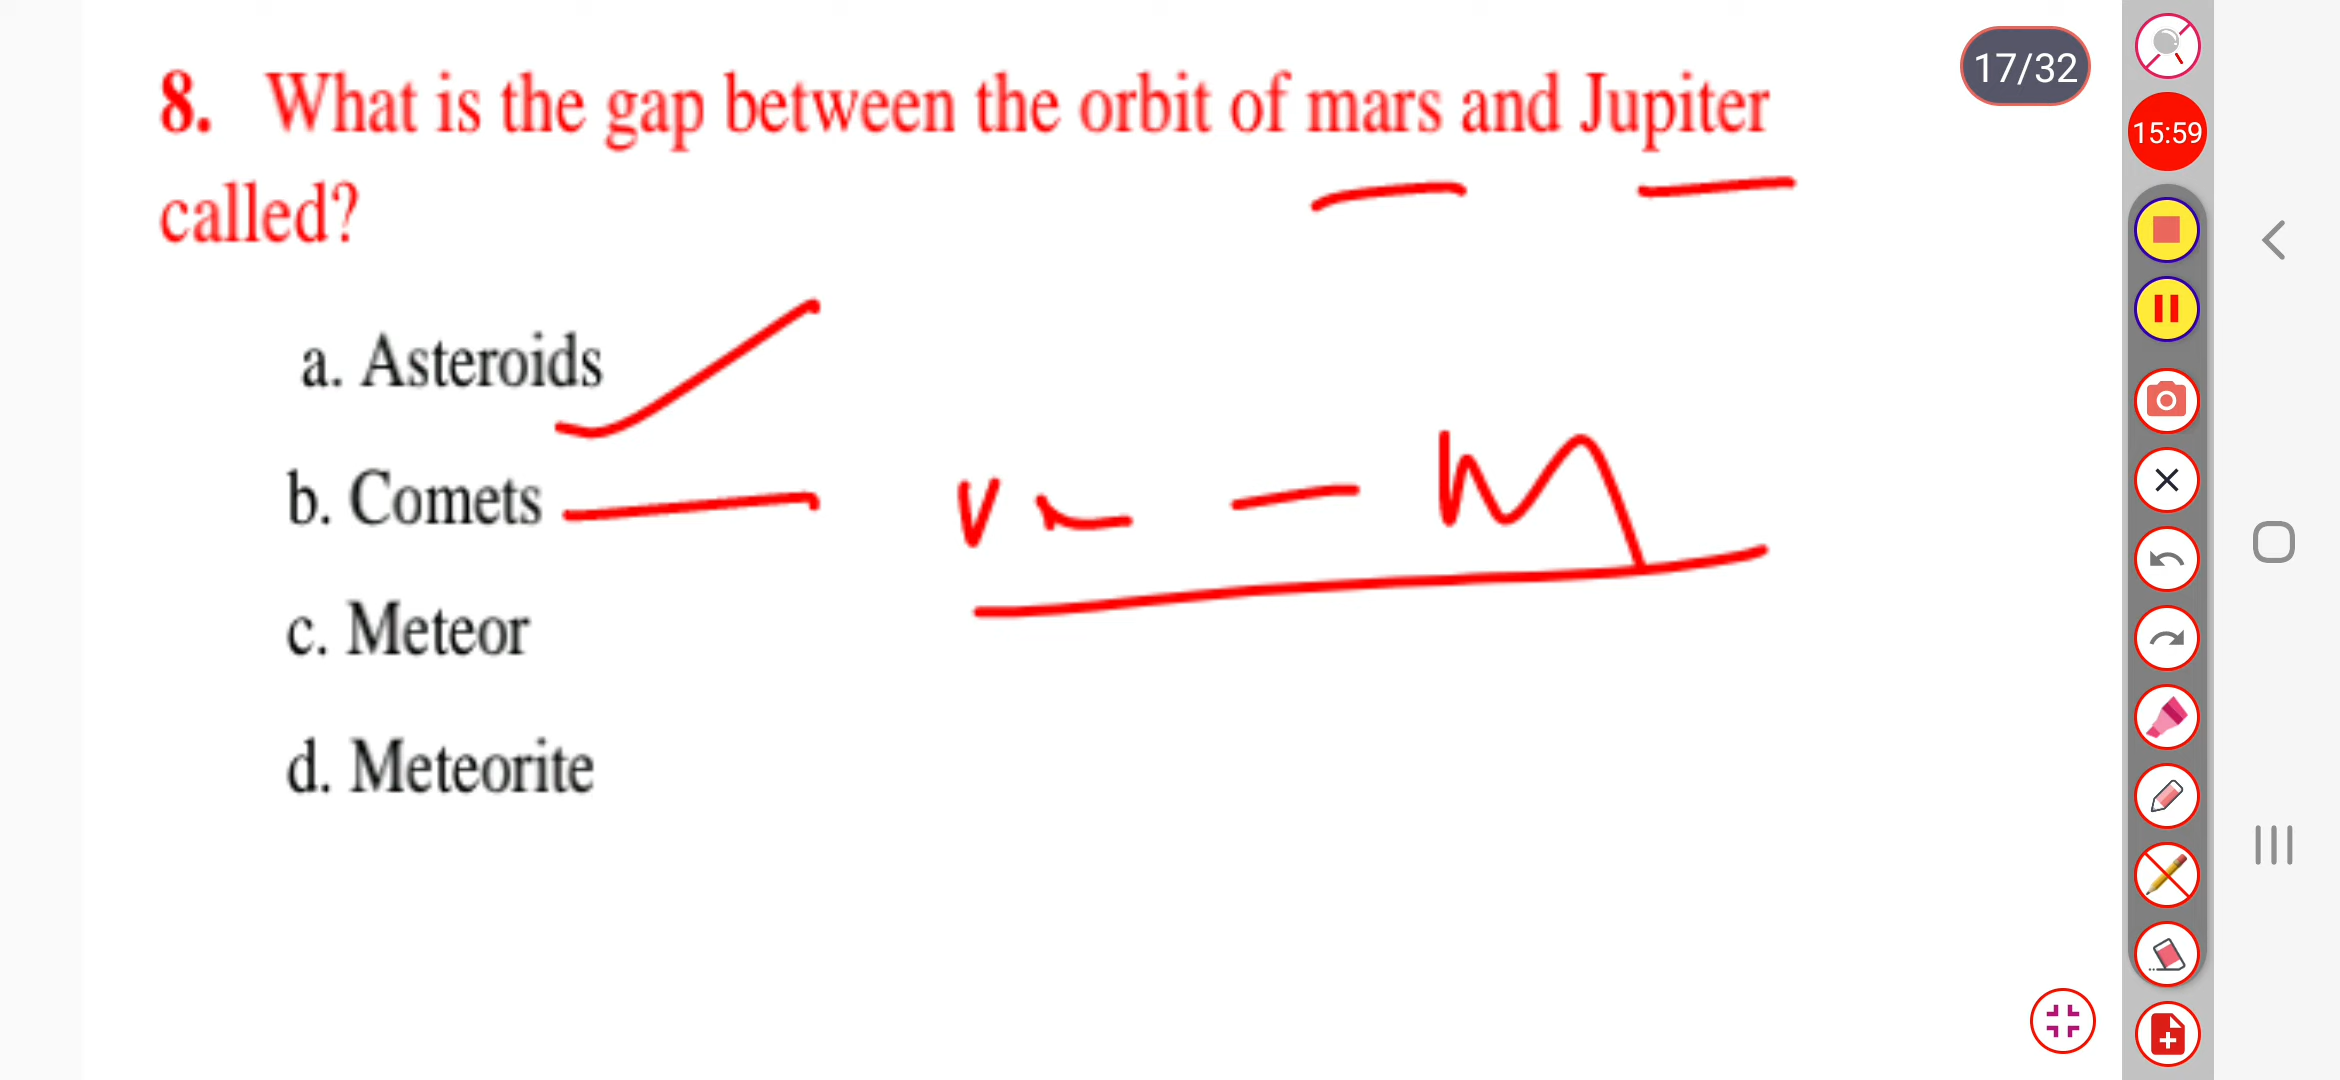 8. What is the gap between the orbit of mars and Jupiter
called?
a. Asteroids
b. Comets
c. Meteor
d. Meteorite
17/32
15:59